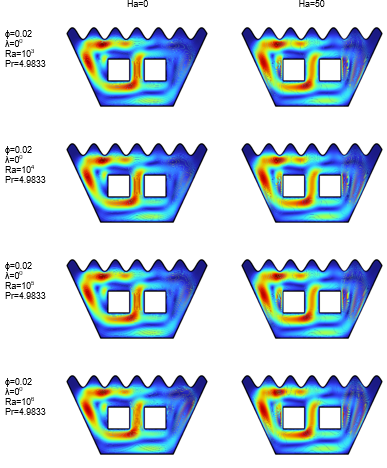 Ha=0 Ha=50
ϕ=0.02
λ=0⁰
Ra=10³
Pr=4.9833
ϕ=0.02
λ=0⁰
Ra=10⁴
Pr=4.9833
ϕ=0.02
λ=0⁰
Ra=10⁵
Pr=4.9833
ϕ=0.02
λ=0⁰
Ra=10⁶
Pr=4.9833